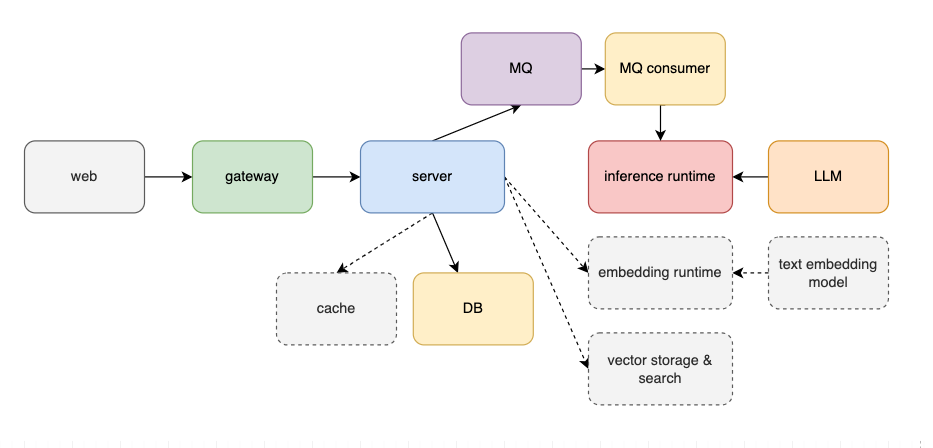 MQ
MQ consumer
web
gateway
server
inference runtime
LLM
embedding runtime
text embedding
model
cache
DB
vector storage &
search